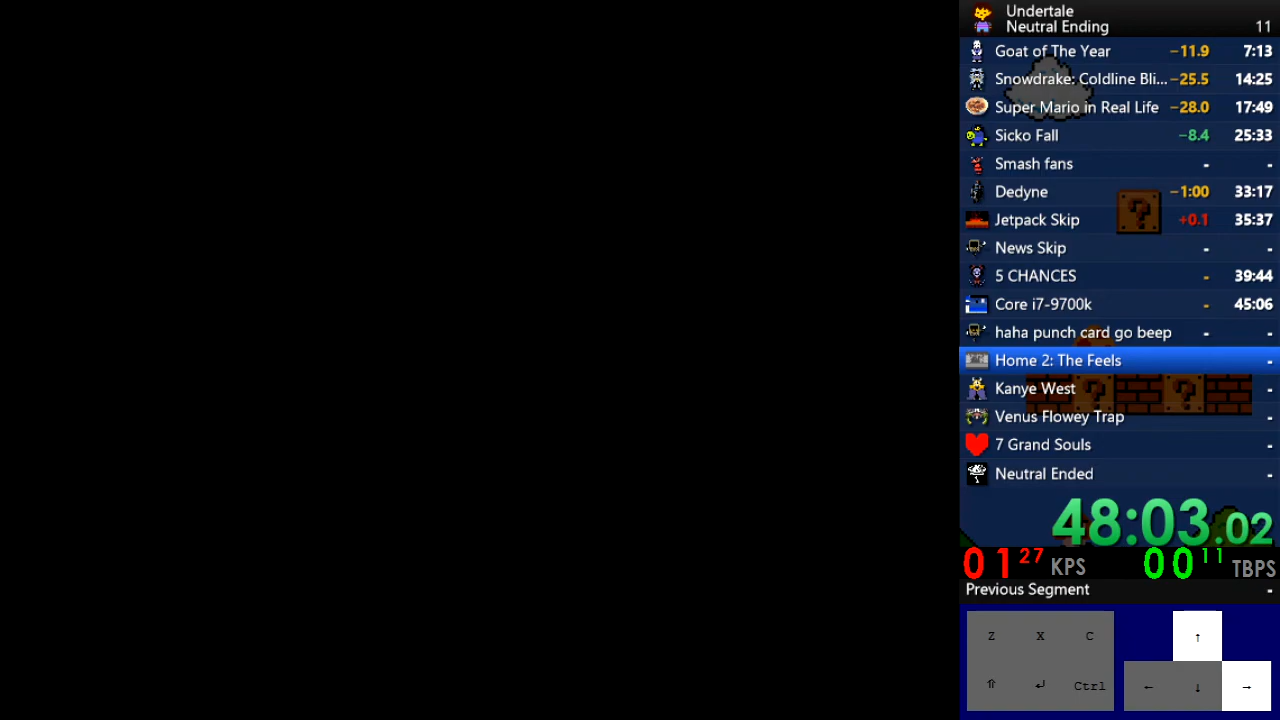 Undertale
Neutral Ending 11
Goat of The Year −11.9 7:13
Snowdrake: Coldline Bli... −25.5 14:25
Super Mario in Real Life −28.0 17:49
Sicko Fall −8.4 25:33
Smash fans - -
Dedyne −1:00 33:17
Jetpack Skip +0.1 35:37
News Skip - -
5 CHANCES - 39:44
Core i7-9700k - 45:06
haha punch card go beep - -
Home 2: The Feels -
Kanye West -
Venus Flowey Trap -
7 Grand Souls -
Neutral Ended -
48:03.02
01 27 KPS 00 11 TBPS
Previous Segment -
Z X C ↑
⇧ ↵ Ctrl ← ↓ →